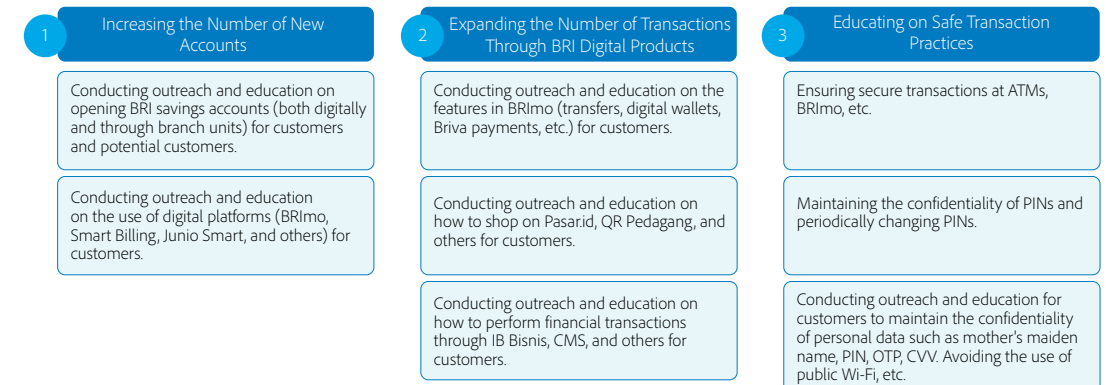 1
Increasing the Number of New
Accounts
Conducting outreach and education on
opening BRI savings accounts (both digitally
and through branch units) for customers
and potential customers.
Conducting outreach and education
on the use of digital platforms (BRImo,
Smart Billing, Junio Smart, and others) for
customers.
2
Expanding the Number of Transactions
Through BRI Digital Products
Conducting outreach and education on the
features in BRImo (transfers, digital wallets,
Briva payments, etc.) for customers.
Conducting outreach and education on
how to shop on Pasar.id, QR Pedagang, and
others for customers.
Conducting outreach and education on
how to perform financial transactions
through IB Bisnis, CMS, and others for
customers.
3
Educating on Safe Transaction
Practices
Ensuring secure transactions at ATMs,
BRImo, etc.
Maintaining the confidentiality of PINs and
periodically changing PINs.
Conducting outreach and education for
customers to maintain the confidentiality
of personal data such as mother's maiden
name, PIN, OTP, CVV. Avoiding the use of
public Wi-Fi, etc.